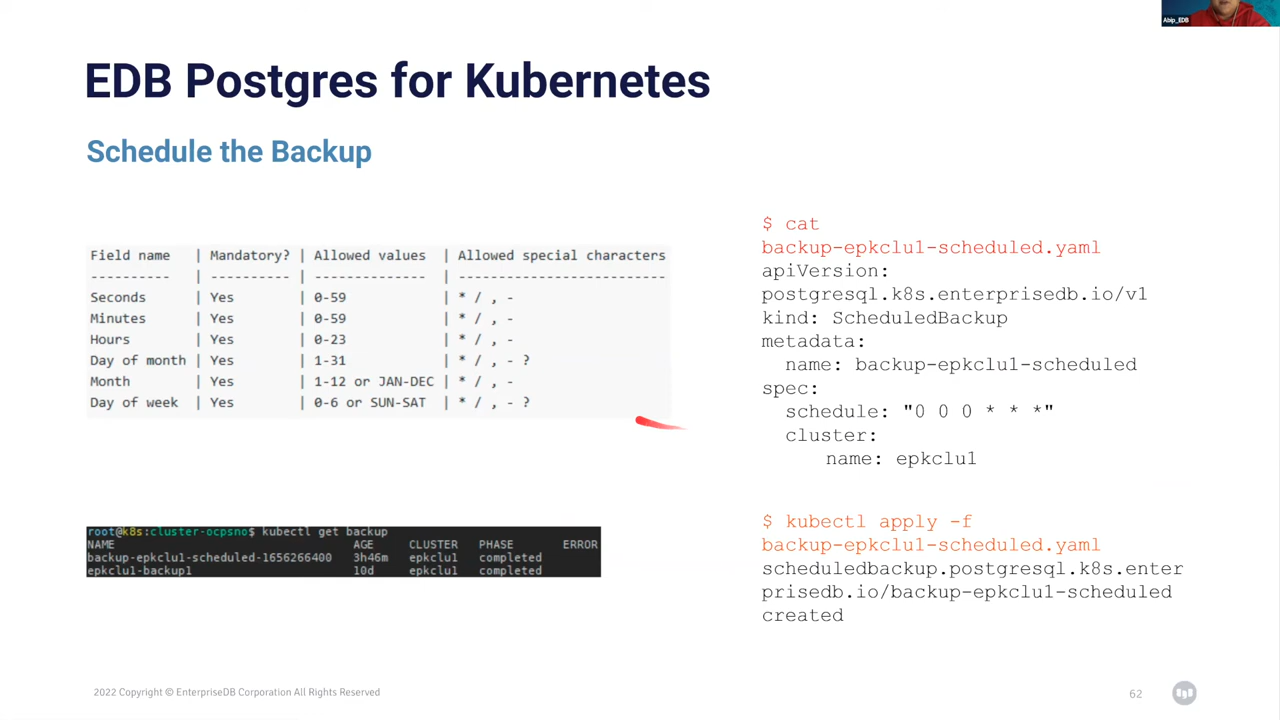 Abip_EDB
EDB Postgres for Kubernetes
Schedule the Backup
Field name | Mandatory? | Allowed values | Allowed special characters
---------- | ---------- | -------------- | --------------------------
Seconds | Yes | 0-59 | * / , -
Minutes | Yes | 0-59 | * / , -
Hours | Yes | 0-23 | * / , -
Day of month | Yes | 1-31 | * / , - ?
Month | Yes | 1-12 or JAN-DEC | * / , -
Day of week | Yes | 0-6 or SUN-SAT | * / , - ?
root@k8s:cluster-ocpsno$ kubectl get backup
NAME AGE CLUSTER PHASE ERROR
backup-epkclu1-scheduled-1656266400 3h46m epkclu1 completed
epkclu1-backup1 10d epkclu1 completed
$ cat
backup-epkclu1-scheduled.yaml
apiVersion:
postgresql.k8s.enterprisedb.io/v1
kind: ScheduledBackup
metadata:
name: backup-epkclu1-scheduled
spec:
schedule: "0 0 0 * * *"
cluster:
name: epkclu1
$ kubectl apply -f
backup-epkclu1-scheduled.yaml
scheduledbackup.postgresql.k8s.enter
prisedb.io/backup-epkclu1-scheduled
created
2022 Copyright © EnterpriseDB Corporation All Rights Reserved
62